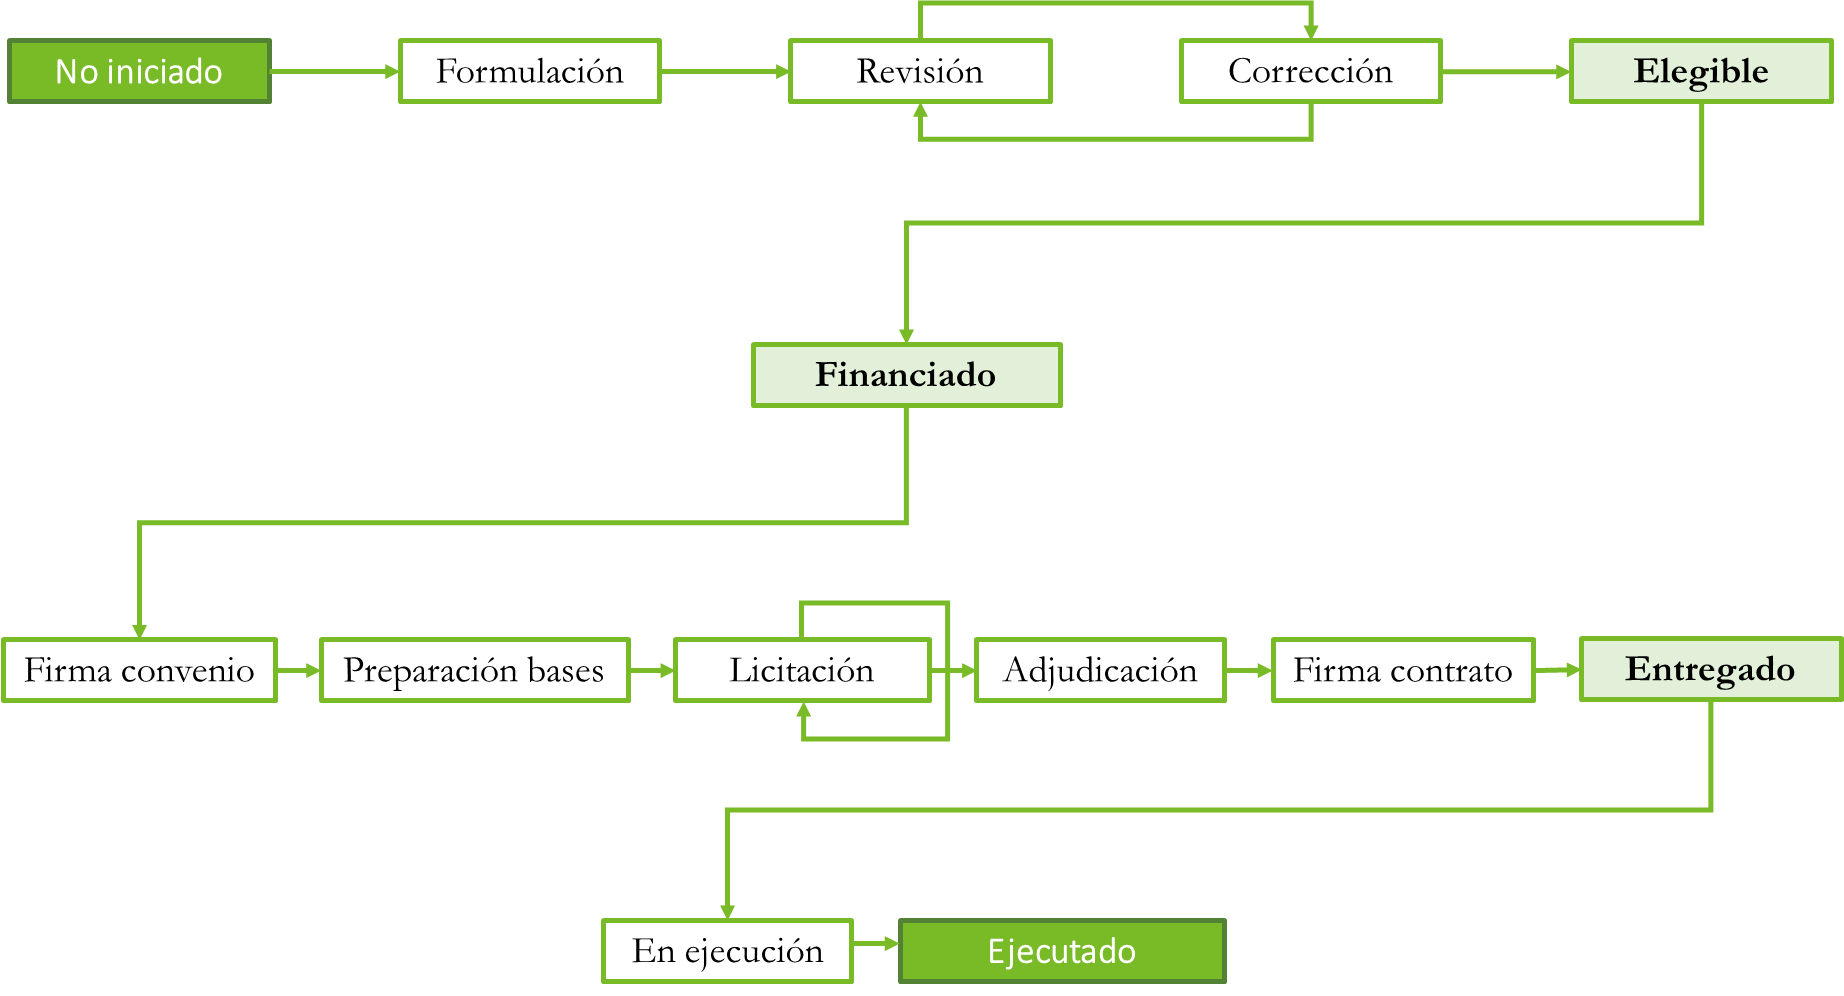 No iniciado
Formulación
Revisión
Corrección
Elegible
Financiado
Firma convenio
Preparación bases
Licitación
Adjudicación
Firma contrato
Entregado
En ejecución
Ejecutado